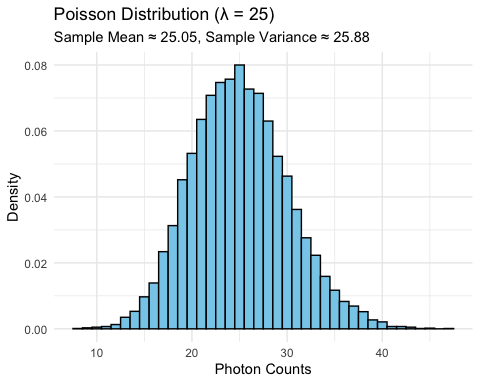 Poisson Distribution (λ = 25)
Sample Mean ≈ 25.05, Sample Variance ≈ 25.88
0.08
0.06
0.04
0.02
0.00
Density
10 20 30 40
Photon Counts